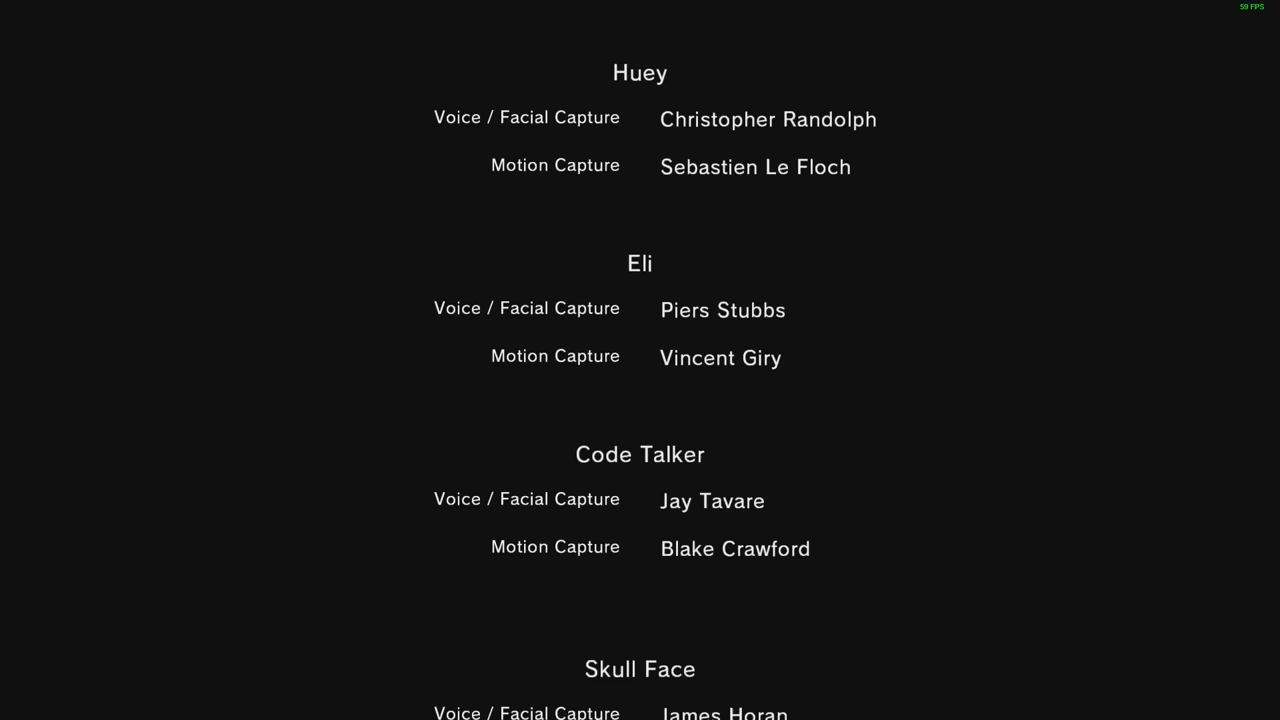 59 FPS
Huey
Voice / Facial Capture Christopher Randolph
Motion Capture Sebastien Le Floch
Eli
Voice / Facial Capture Piers Stubbs
Motion Capture Vincent Giry
Code Talker
Voice / Facial Capture Jay Tavare
Motion Capture Blake Crawford
Skull Face
Voice / Facial Capture James Horan